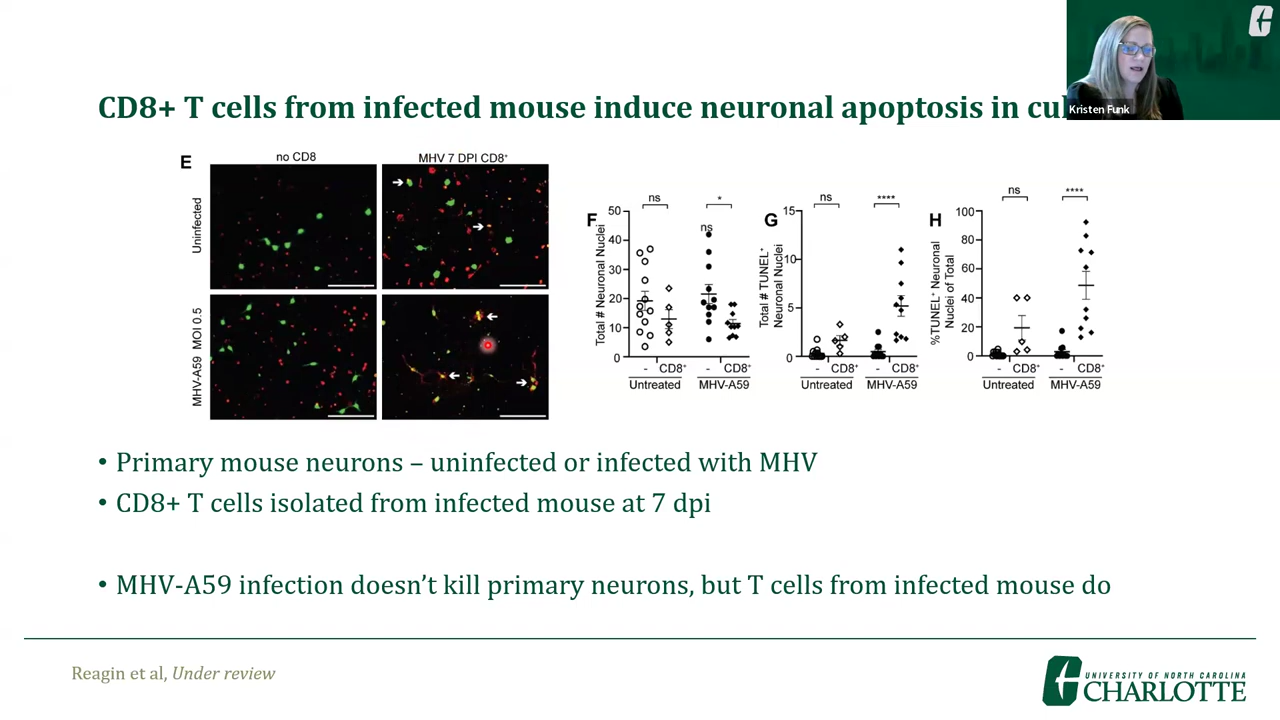 CD8+ T cells from infected mouse induce neuronal apoptosis in cul
Kristen Funk
E
no CD8
MHV 7 DPI CD8+
Uninfected
MHV-A59 MOI 0.5
F
ns
*
ns
Total # Neuronal Nuclei
50
40
30
20
10
0
- CD8+ - CD8+
Untreated MHV-A59
G
ns
****
Total # TUNEL+
Neuronal Nuclei
15
10
5
0
- CD8+ - CD8+
Untreated MHV-A59
H
ns
****
%TUNEL+ Neuronal
Nuclei of Total
100
80
60
40
20
0
- CD8+ - CD8+
Untreated MHV-A59
• Primary mouse neurons – uninfected or infected with MHV
• CD8+ T cells isolated from infected mouse at 7 dpi
• MHV-A59 infection doesn’t kill primary neurons, but T cells from infected mouse do
Reagin et al, Under review
UNIVERSITY OF NORTH CAROLINA
CHARLOTTE